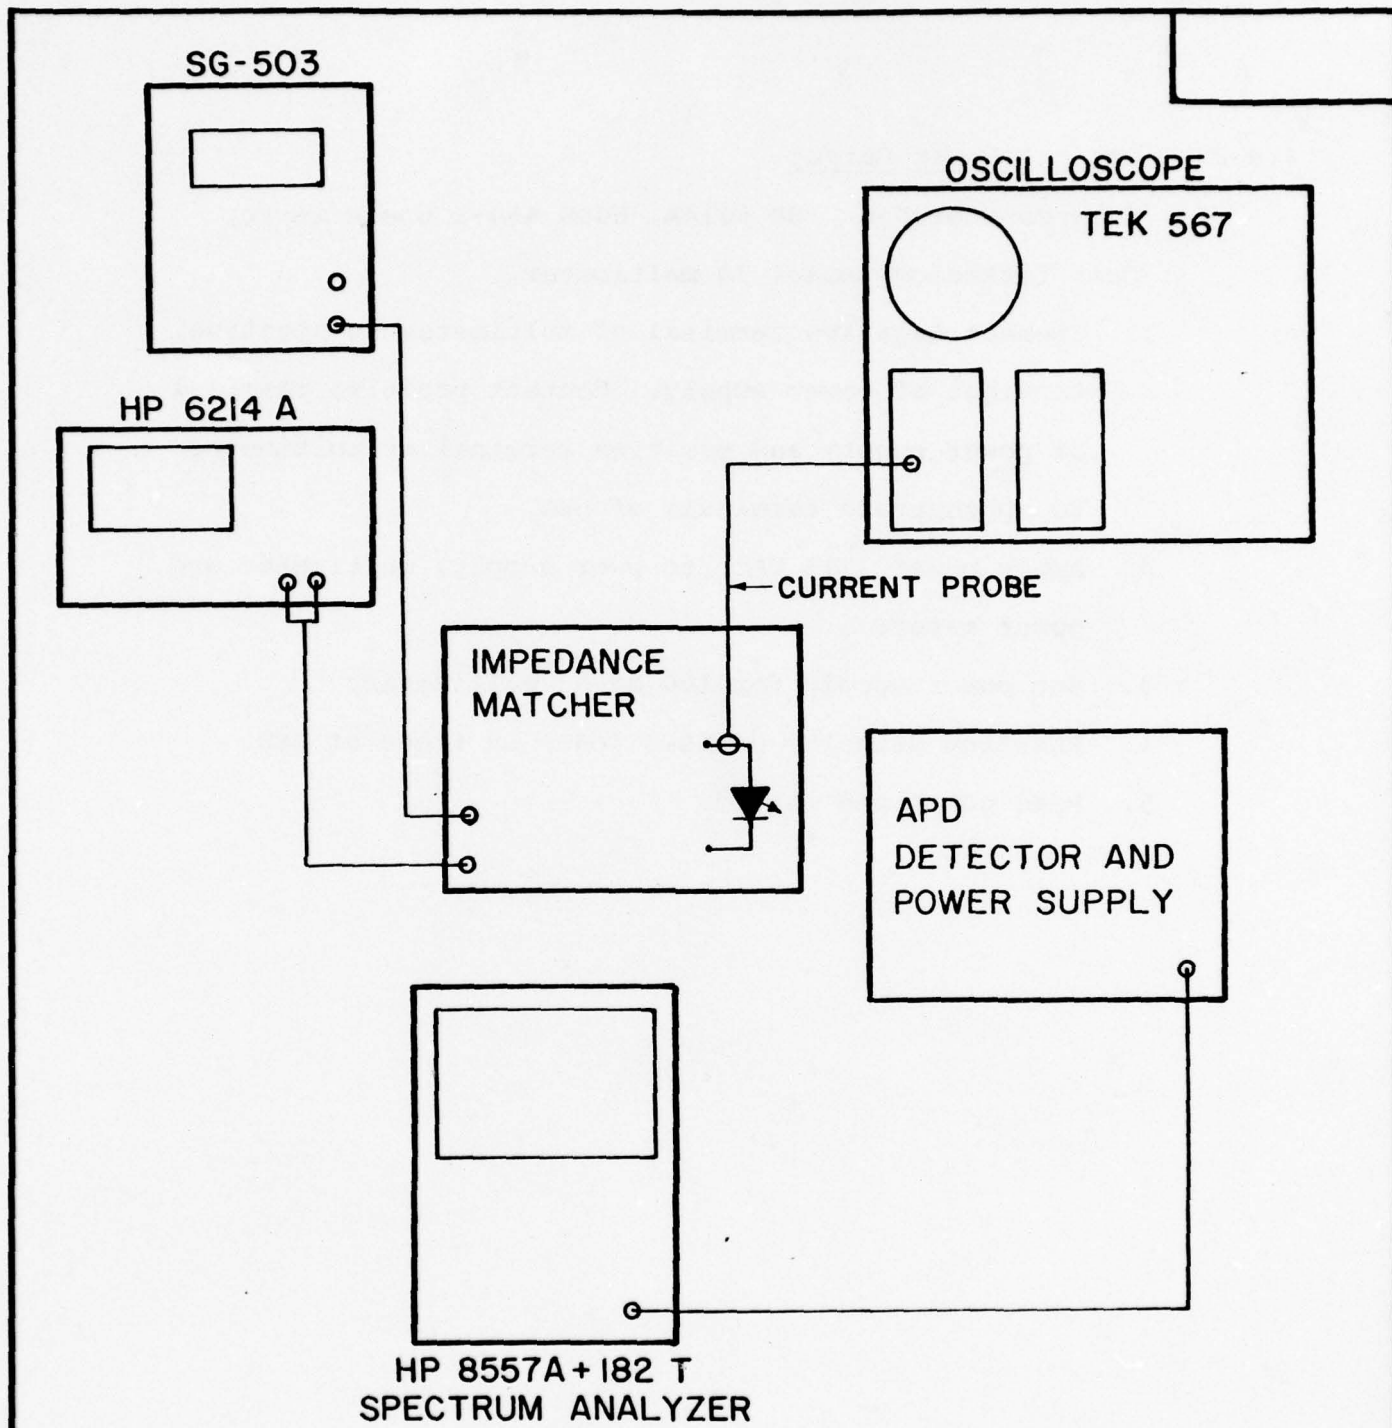 SG-503
OSCILLOSCOPE
TEK 567
HP 6214 A
CURRENT PROBE
IMPEDANCE
MATCHER
APD
DETECTOR AND
POWER SUPPLY
HP 8557A + 182 T
SPECTRUM ANALYZER